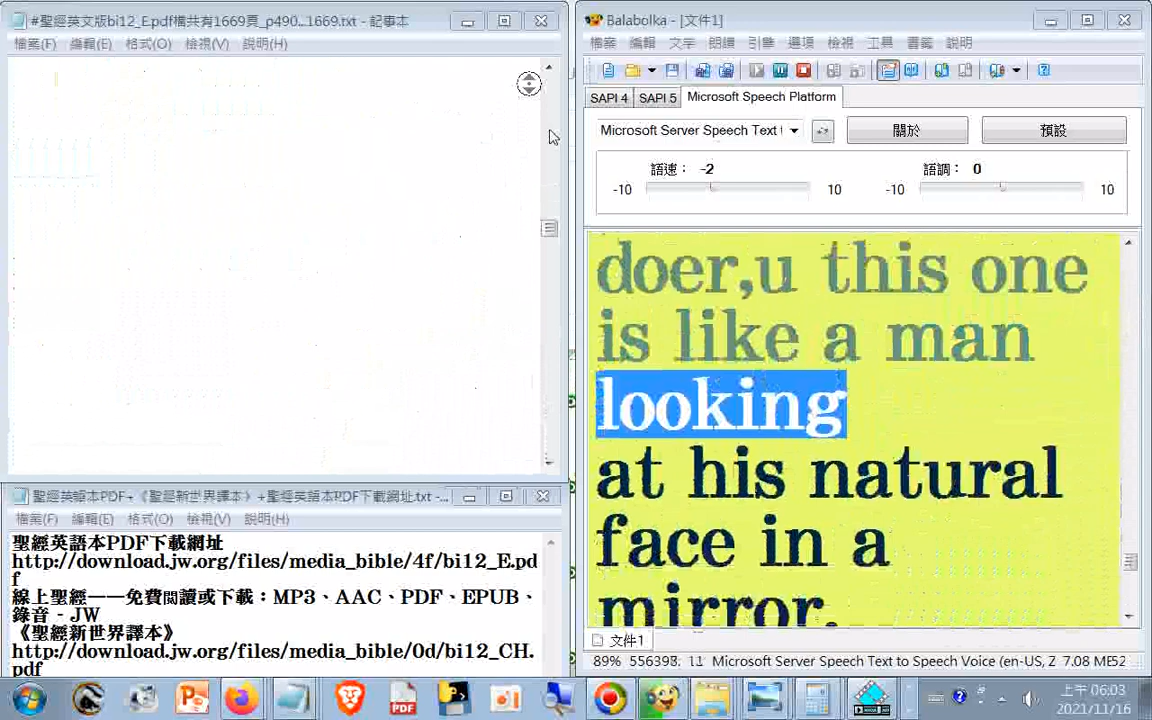 #聖經英文版bi12_E.pdf檔共有1669頁_p490...1669.txt - 記事本
檔案(F) 編輯(E) 格式(O) 檢視(V) 說明(H)
聖經英語本PDF+《聖經新世界譯本》+聖經英語本PDF下載網址.txt - ...
檔案(F) 編輯(E) 格式(O) 檢視(V) 說明(H)
聖經英語本PDF下載網址
http://download.jw.org/files/media_bible/4f/bi12_E.pd
f
線上聖經——免費閱讀或下載：MP3、AAC、PDF、EPUB、
錄音 - JW
《聖經新世界譯本》
http://download.jw.org/files/media_bible/0d/bi12_CH.
pdf
Balabolka - [文件1]
檔案 編輯 文字 朗讀 引擎 選項 檢視 工具 書籤 說明
SAPI 4 SAPI 5 Microsoft Speech Platform
Microsoft Server Speech Text 關於 預設
語速： -2 語調： 0
-10 10 -10 10
doer,u this one
is like a man
looking
at his natural
face in a
mirror.
文件1
89% 556398, 11 Microsoft Server Speech Text to Speech Voice (en-US, Z 7.08 ME52
PDF
上午 06:03
2021/11/16